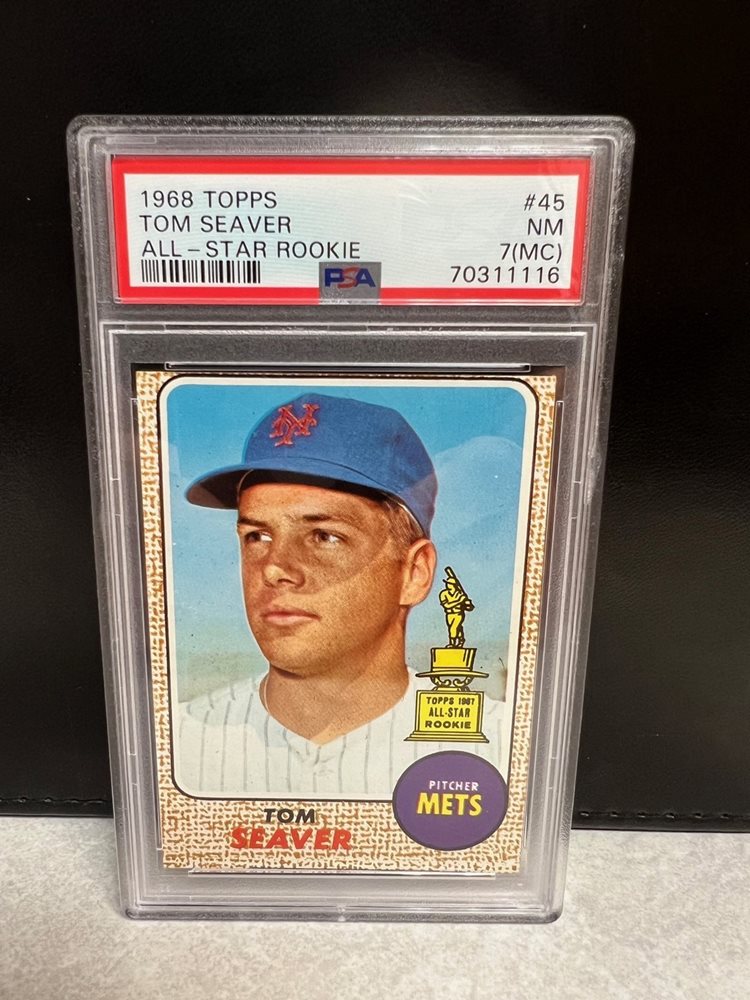 1968 TOPPS #45
TOM SEAVER NM
ALL-STAR ROOKIE 7(MC)
PSA 70311116
NY
TOPPS 1967
ALL-STAR
ROOKIE
PITCHER
METS
TOM
SEAVER